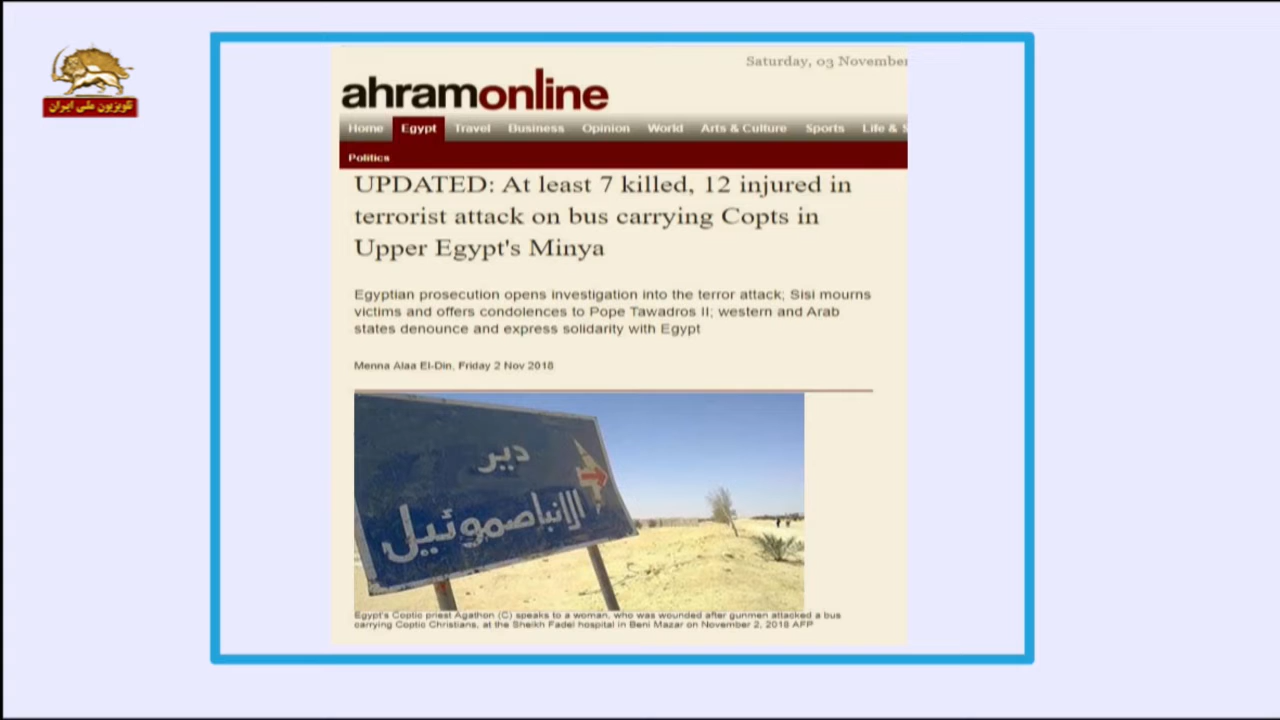 تلویزیون ملی ایران
Saturday, 03 November
ahramonline
Home Egypt Travel Business Opinion World Arts & Culture Sports Life & S
Politics
UPDATED: At least 7 killed, 12 injured in
terrorist attack on bus carrying Copts in
Upper Egypt's Minya
Egyptian prosecution opens investigation into the terror attack; Sisi mourns
victims and offers condolences to Pope Tawadros II; western and Arab
states denounce and express solidarity with Egypt
Menna Alaa El-Din, Friday 2 Nov 2018
دير
الانباصموئيل
Egypt's Coptic priest Agathon (C) speaks to a woman, who was wounded after gunmen attacked a bus
carrying Coptic Christians, at the Sheikh Fadel hospital in Beni Mazar on November 2, 2018 AFP